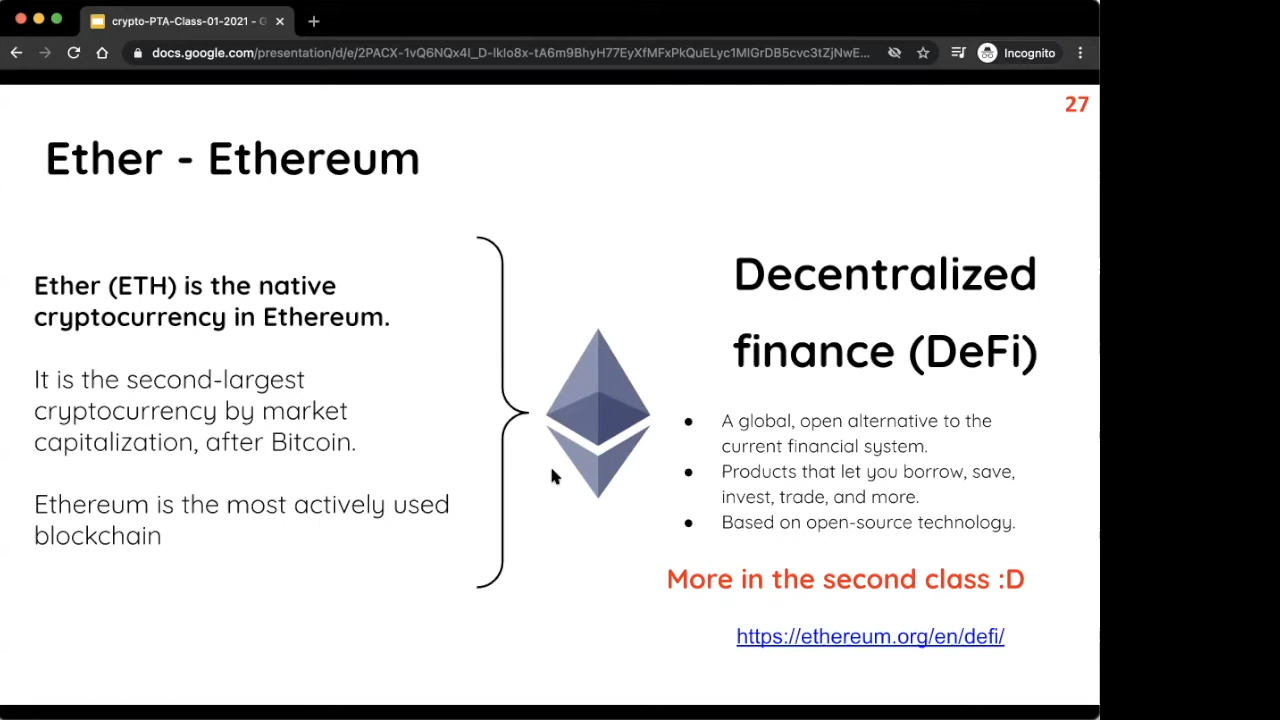 crypto-PTA-Class-01-2021 - G
docs.google.com/presentation/d/e/2PACX-1vQ6NQx4I_D-lkIo8x-tA6m9BhyH77EyXfMFxPkQuELyc1MIGrDB5cvc3tZjNwE...
Incognito
27
Ether - Ethereum
Ether (ETH) is the native
cryptocurrency in Ethereum.
It is the second-largest
cryptocurrency by market
capitalization, after Bitcoin.
Ethereum is the most actively used
blockchain
Decentralized
finance (DeFi)
● A global, open alternative to the
current financial system.
● Products that let you borrow, save,
invest, trade, and more.
● Based on open-source technology.
More in the second class :D
https://ethereum.org/en/defi/